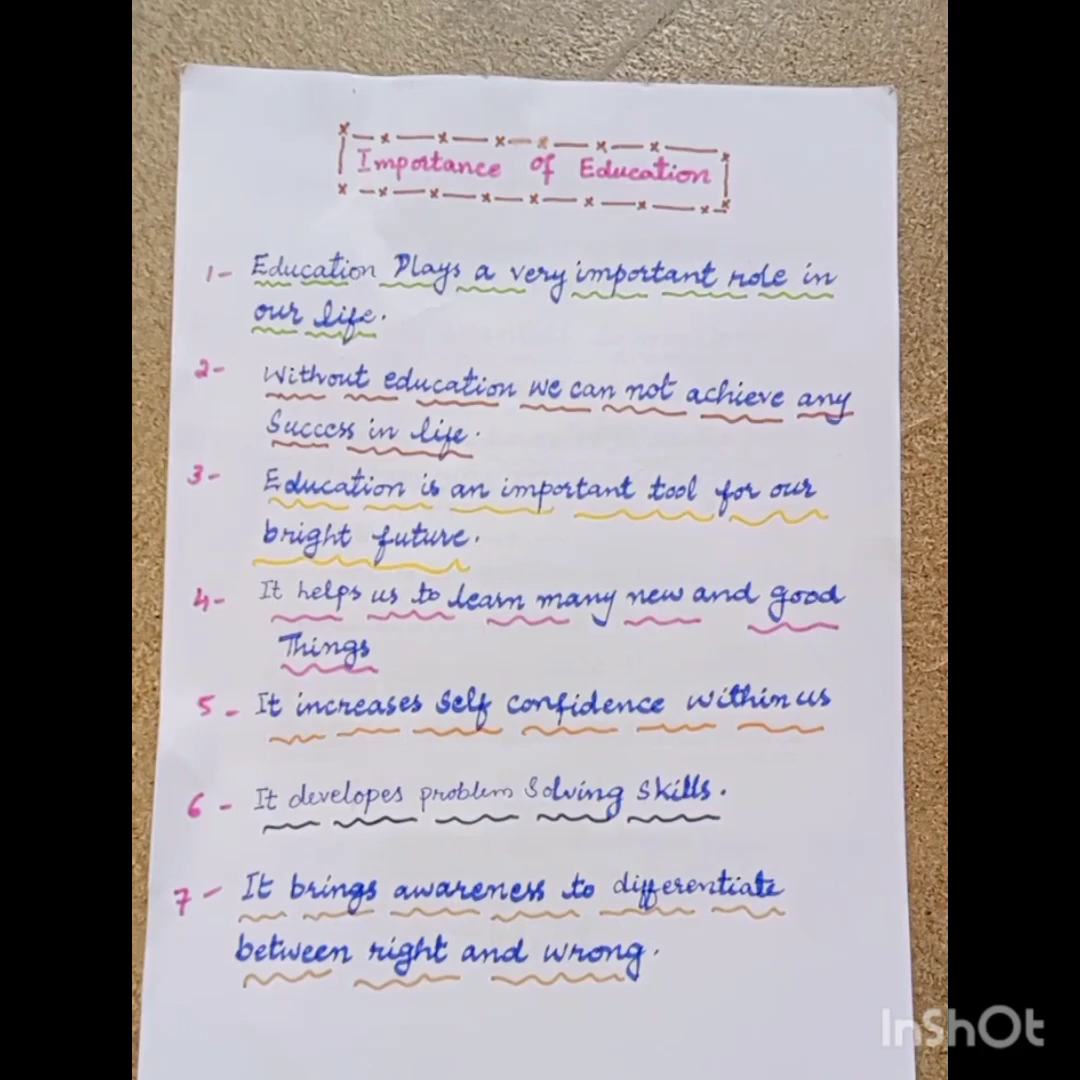 Importance of Education
1- Education Plays a very important role in
our life.
2- Without education we can not achieve any
Success in life.
3- Education is an important tool for our
bright future.
4- It helps us to learn many new and good
Things
5- It increases Self confidence within us
6- It developes problem Solving skills.
7- It brings awareness to differentiate
between right and wrong.
InShOt